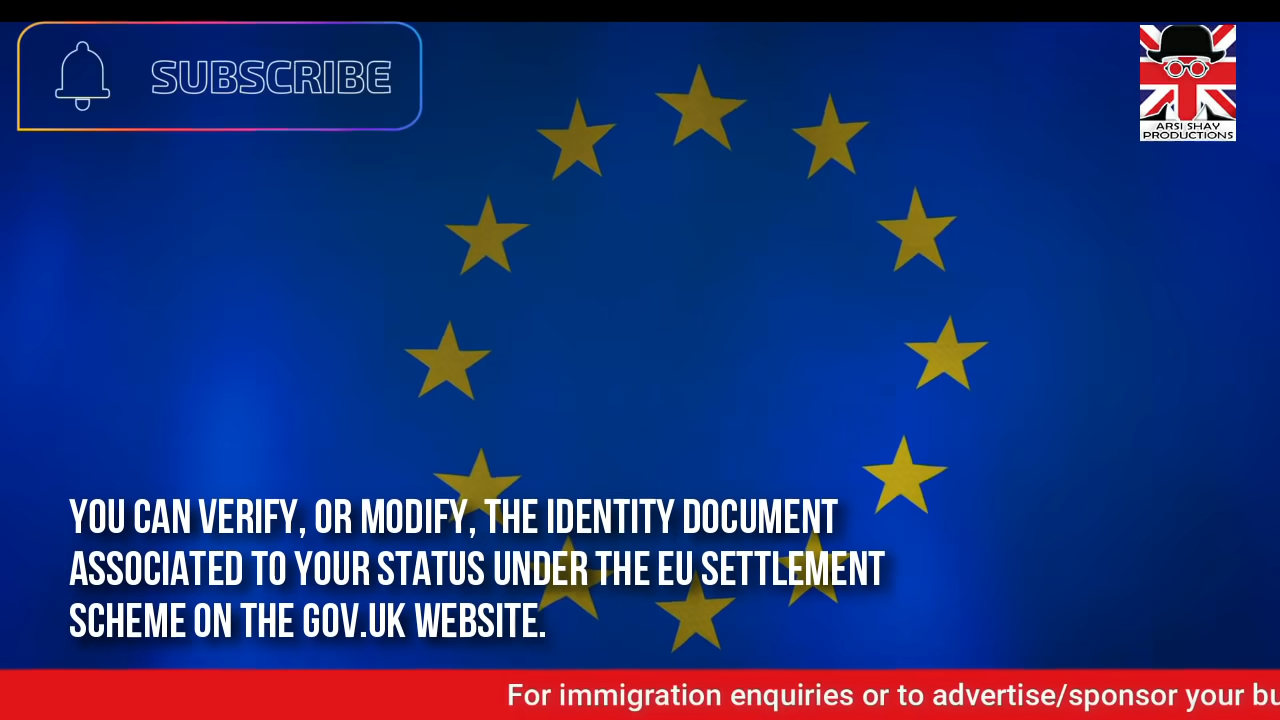 SUBSCRIBE
ARSI SHAY
PRODUCTIONS
YOU CAN VERIFY, OR MODIFY, THE IDENTITY DOCUMENT
ASSOCIATED TO YOUR STATUS UNDER THE EU SETTLEMENT
SCHEME ON THE GOV.UK WEBSITE.
For immigration enquiries or to advertise/sponsor your